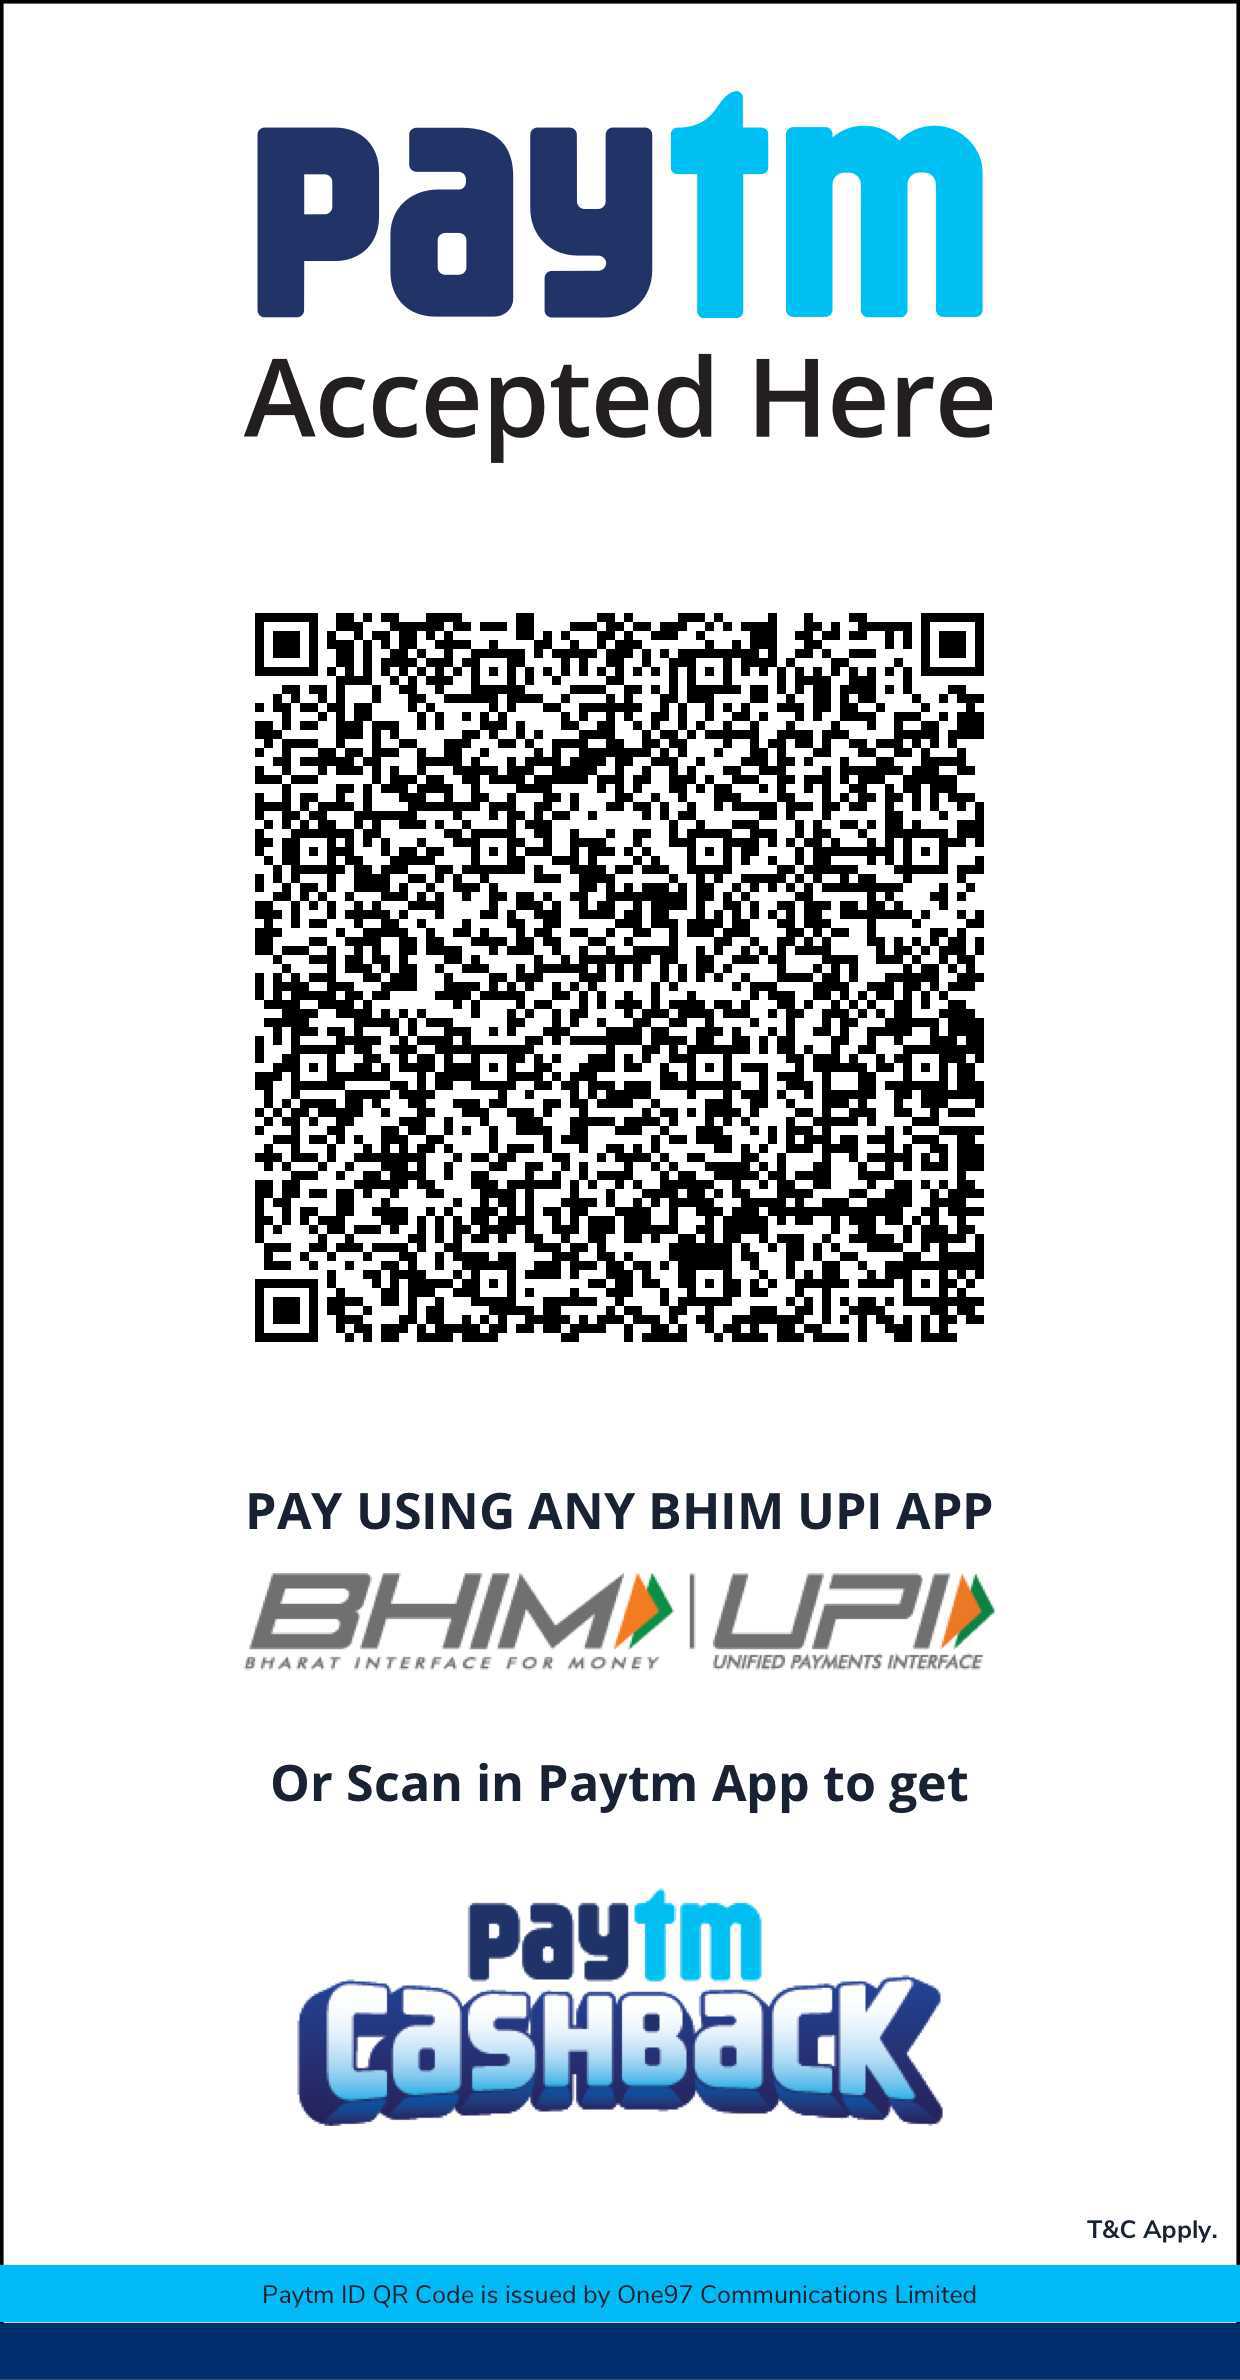 paytm
Accepted Here
PAY USING ANY BHIM UPI APP
BHIM | UPI
BHARAT INTERFACE FOR MONEY UNIFIED PAYMENTS INTERFACE
Or Scan in Paytm App to get
paytm
CASHBACK
T&C Apply.
Paytm ID QR Code is issued by One97 Communications Limited